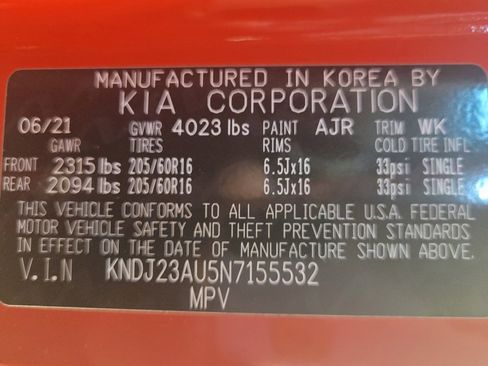 MANUFACTURED IN KOREA BY
KIA CORPORATION
06/21 GVWR 4023 lbs PAINT AJR TRIM WK
GAWR TIRES RIMS COLD TIRE INFL
FRONT 2315 lbs 205/60R16 6.5Jx16 33psi SINGLE
REAR 2094 lbs 205/60R16 6.5Jx16 33psi SINGLE
THIS VEHICLE CONFORMS TO ALL APPLICABLE U.S.A. FEDERAL
MOTOR VEHICLE SAFETY AND THEFT PREVENTION STANDARDS
IN EFFECT ON THE DATE OF MANUFACTURE SHOWN ABOVE.
V.I.N KNDJ23AU5N7155532
MPV